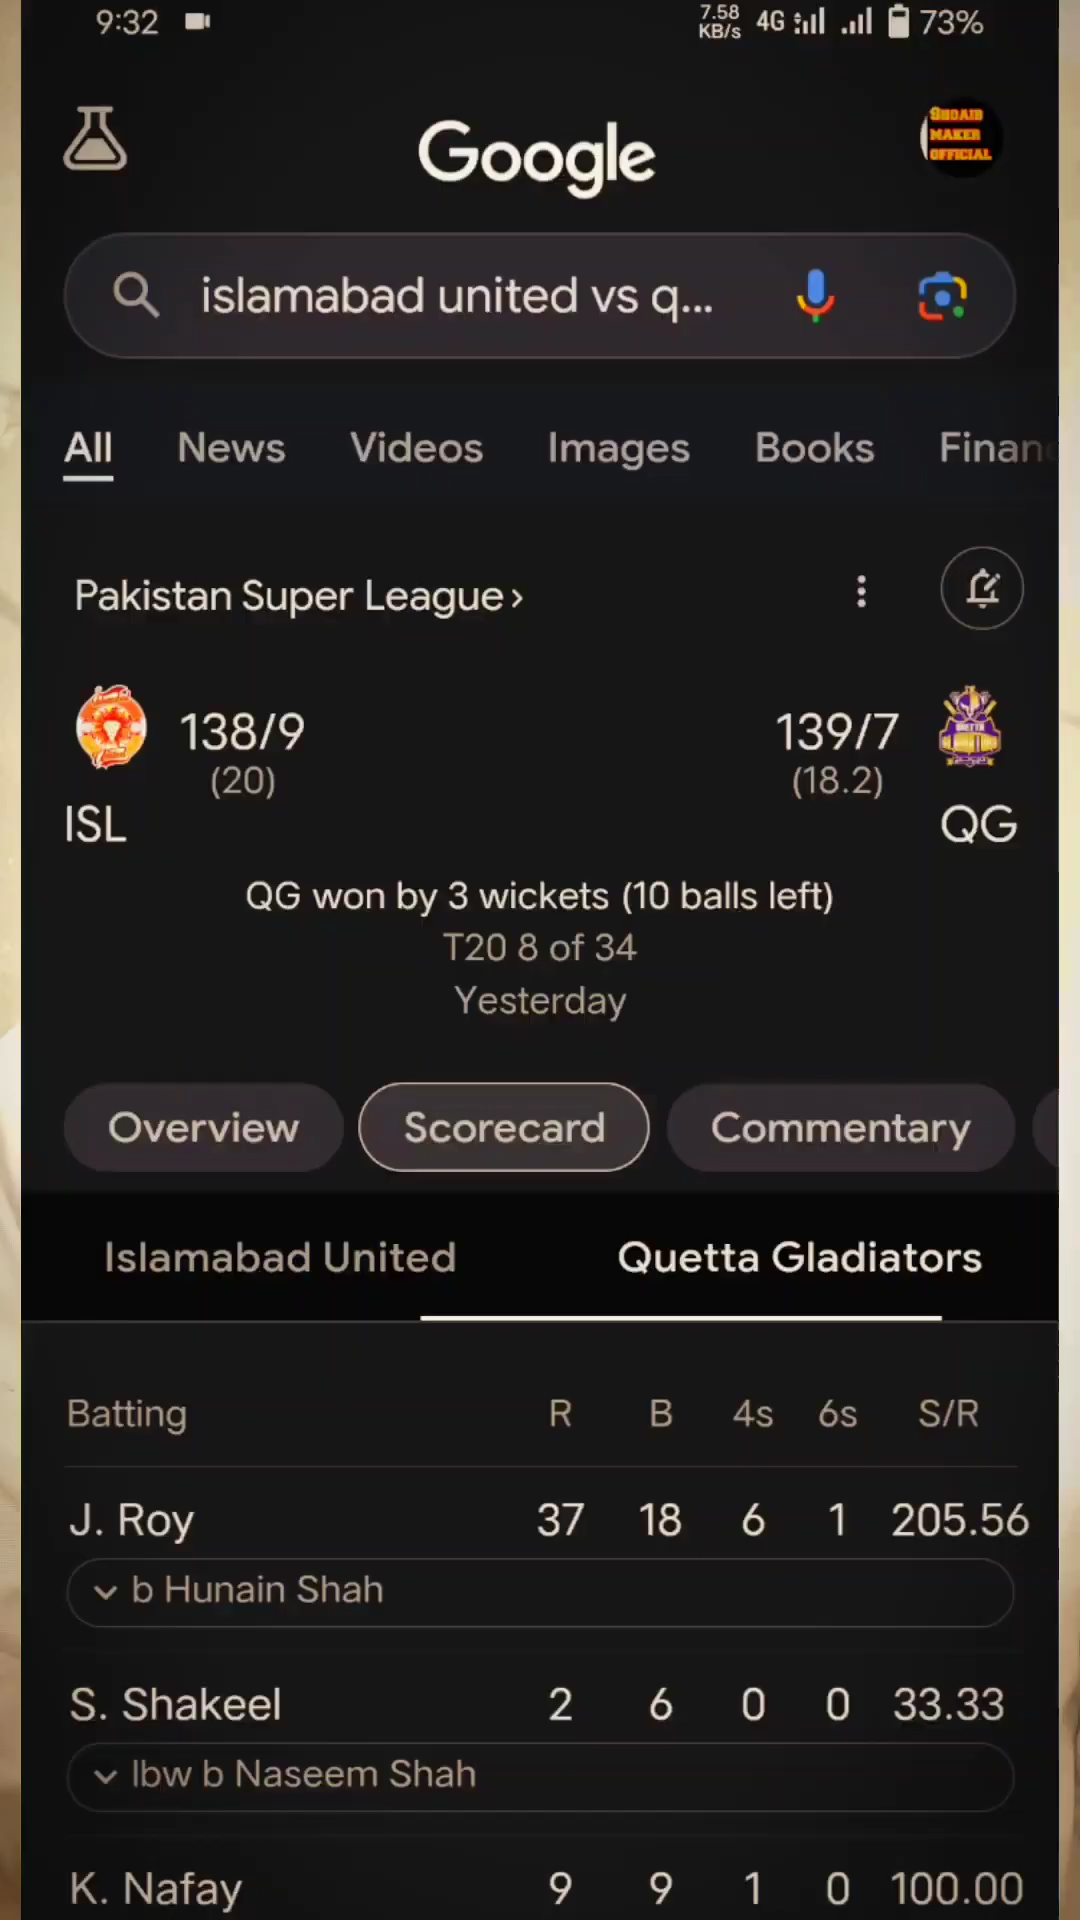 9:32
7.58 KB/s 4G 73%
Google
9HOAIB
MAKER
OFFICIAL
islamabad united vs q...
All News Videos Images Books Finan
Pakistan Super League ›
138/9 139/7
(20) (18.2)
ISL QG
QG won by 3 wickets (10 balls left)
T20 8 of 34
Yesterday
Overview Scorecard Commentary
Islamabad United Quetta Gladiators
Batting R B 4s 6s S/R
J. Roy 37 18 6 1 205.56
b Hunain Shah
S. Shakeel 2 6 0 0 33.33
lbw b Naseem Shah
K. Nafay 9 9 1 0 100.00